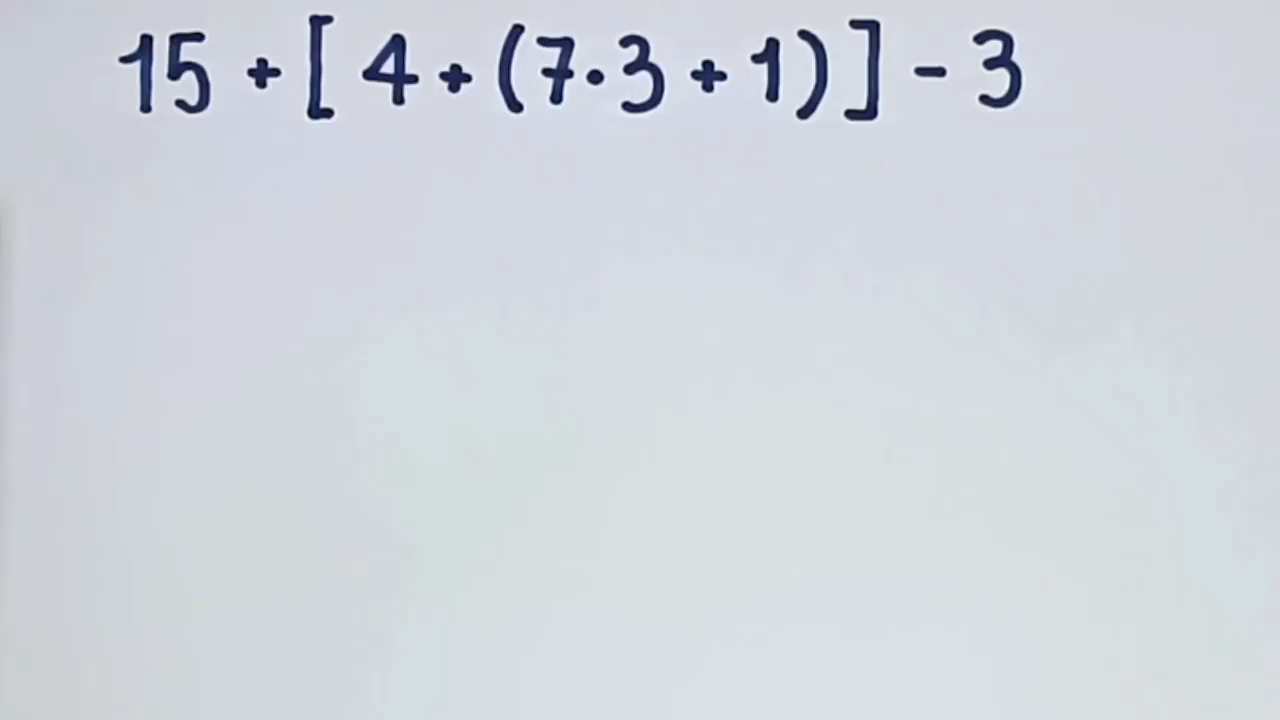 15 + [ 4 + (7·3 + 1) ] - 3